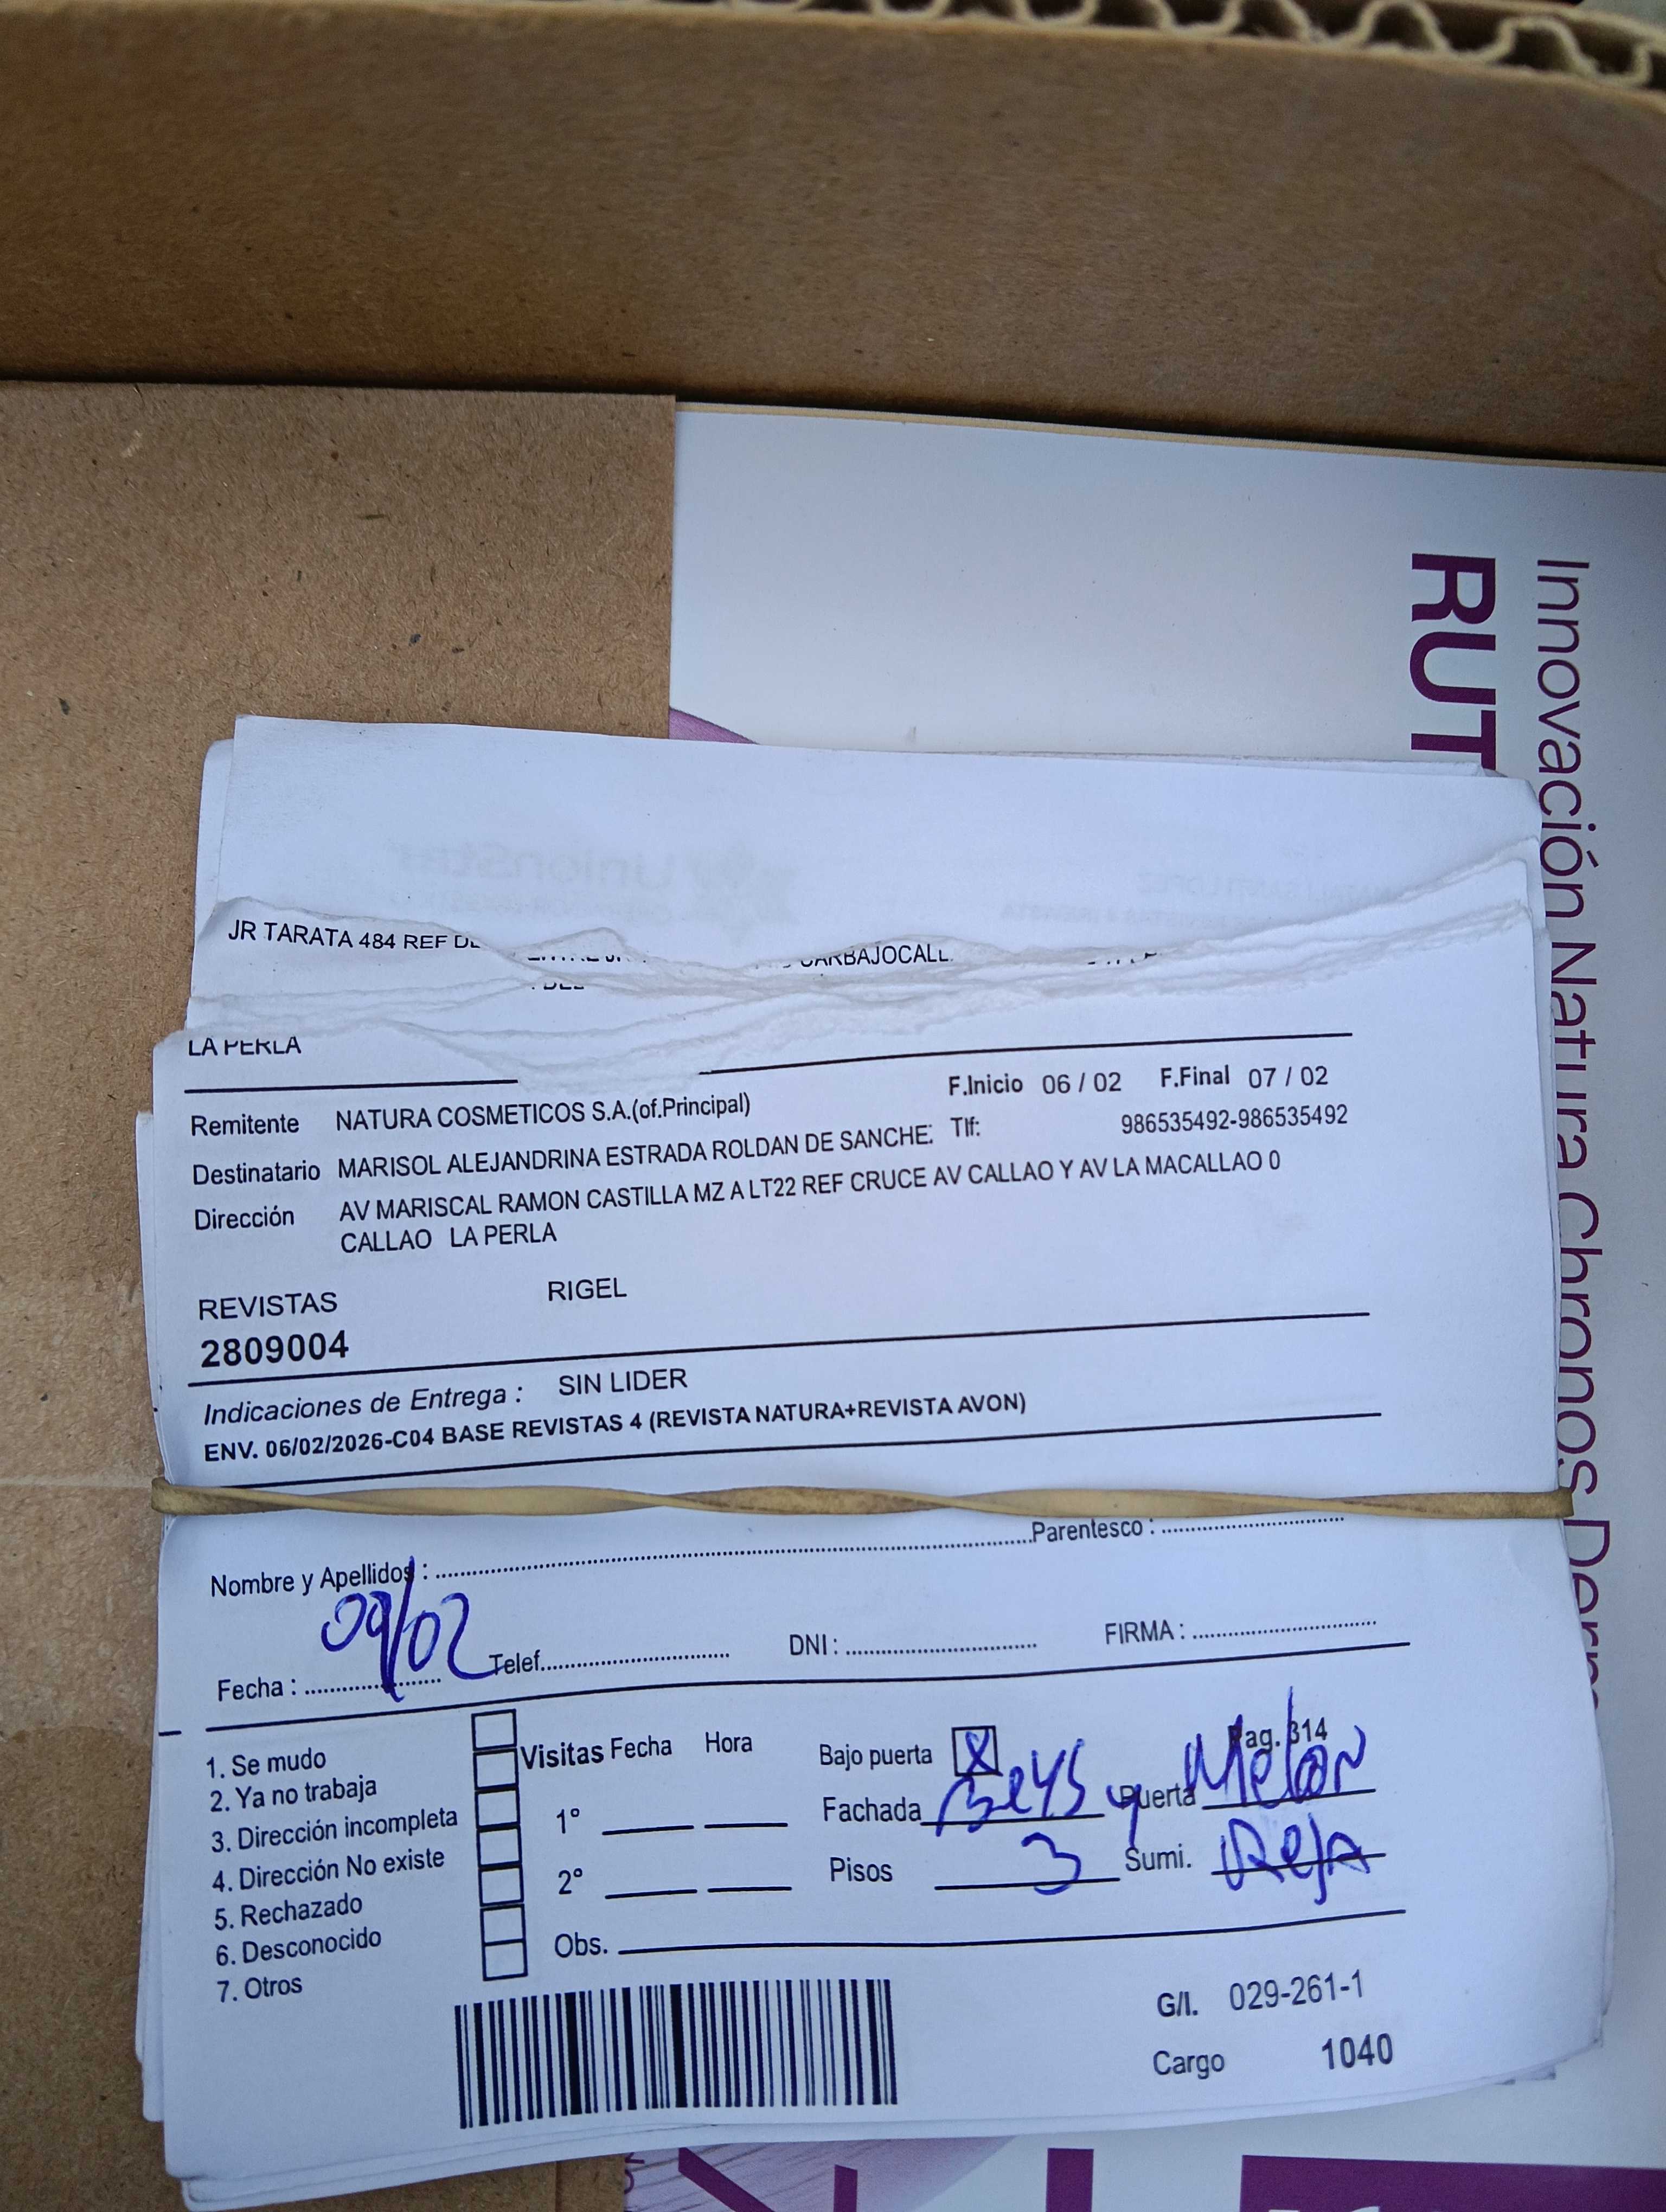 Innovación Natura Chronos Derm
RUT
JR TARATA 484 REF
LA PERLA
F.Inicio 06 / 02 F.Final 07 / 02
Remitente NATURA COSMETICOS S.A.(of.Principal)
Destinatario MARISOL ALEJANDRINA ESTRADA ROLDAN DE SANCHE: Tlf: 986535492-986535492
Dirección AV MARISCAL RAMON CASTILLA MZ A LT22 REF CRUCE AV CALLAO Y AV LA MACALLAO 0
CALLAO LA PERLA
REVISTAS RIGEL
2809004
Indicaciones de Entrega : SIN LIDER
ENV. 06/02/2026-C04 BASE REVISTAS 4 (REVISTA NATURA+REVISTA AVON)
Nombre y Apellidos : Parentesco :
09/02
Fecha : Telef. DNI : FIRMA :
1. Se mudo
2. Ya no trabaja
3. Dirección incompleta
4. Dirección No existe
5. Rechazado
6. Desconocido
7. Otros
Visitas Fecha Hora
1°
2°
Obs.
Bajo puerta X Pag. 314
Fachada Beys y Puerta Melon
Pisos 3 Sumi. Reja
G/I. 029-261-1
Cargo 1040